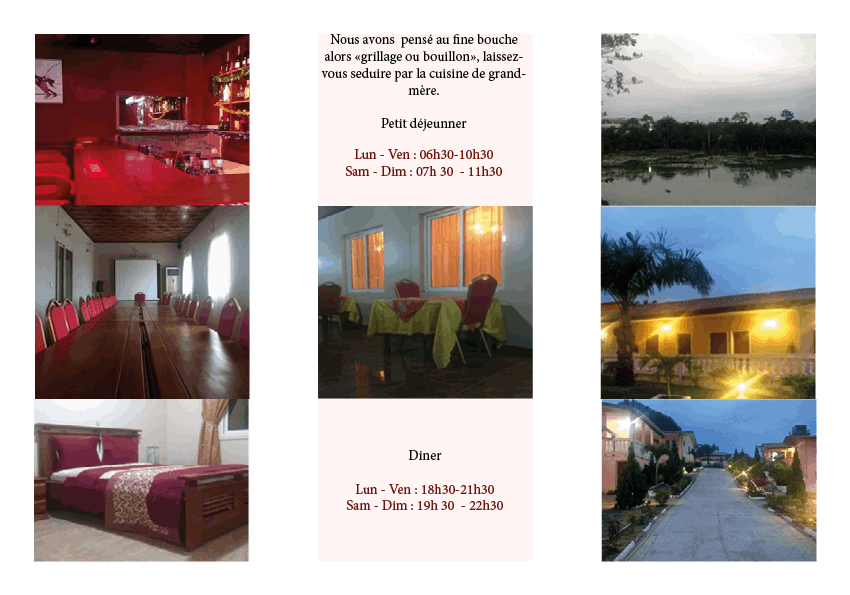 Nous avons  pensé au fine bouche
alors «grillage ou bouillon», laissez-
vous seduire par la cuisine de grand-
mère.
Petit déjeunner
Lun - Ven : 06h30-10h30
Sam - Dim : 07h 30  - 11h30
Diner
Lun - Ven : 18h30-21h30
Sam - Dim : 19h 30  - 22h30